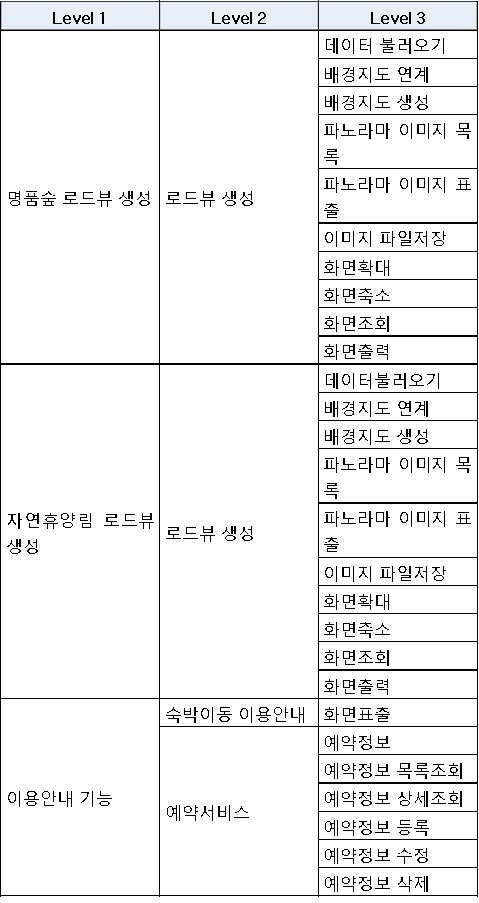 Level 1 Level 2 Level 3
명품숲 로드뷰 생성
로드뷰 생성
데이터 불러오기
배경지도 연계
배경지도 생성
파노라마 이미지 목
록
파노라마 이미지 표
출
이미지 파일저장
화면확대
화면축소
화면조회
화면출력
자연휴양림 로드뷰
생성
로드뷰 생성
데이터불러오기
배경지도 연계
배경지도 생성
파노라마 이미지 목
록
파노라마 이미지 표
출
이미지 파일저장
화면확대
화면축소
화면조회
화면출력
이용안내 기능
숙박이동 이용안내
화면표출
예약서비스
예약정보
예약정보 목록조회
예약정보 상세조회
예약정보 등록
예약정보 수정
예약정보 삭제